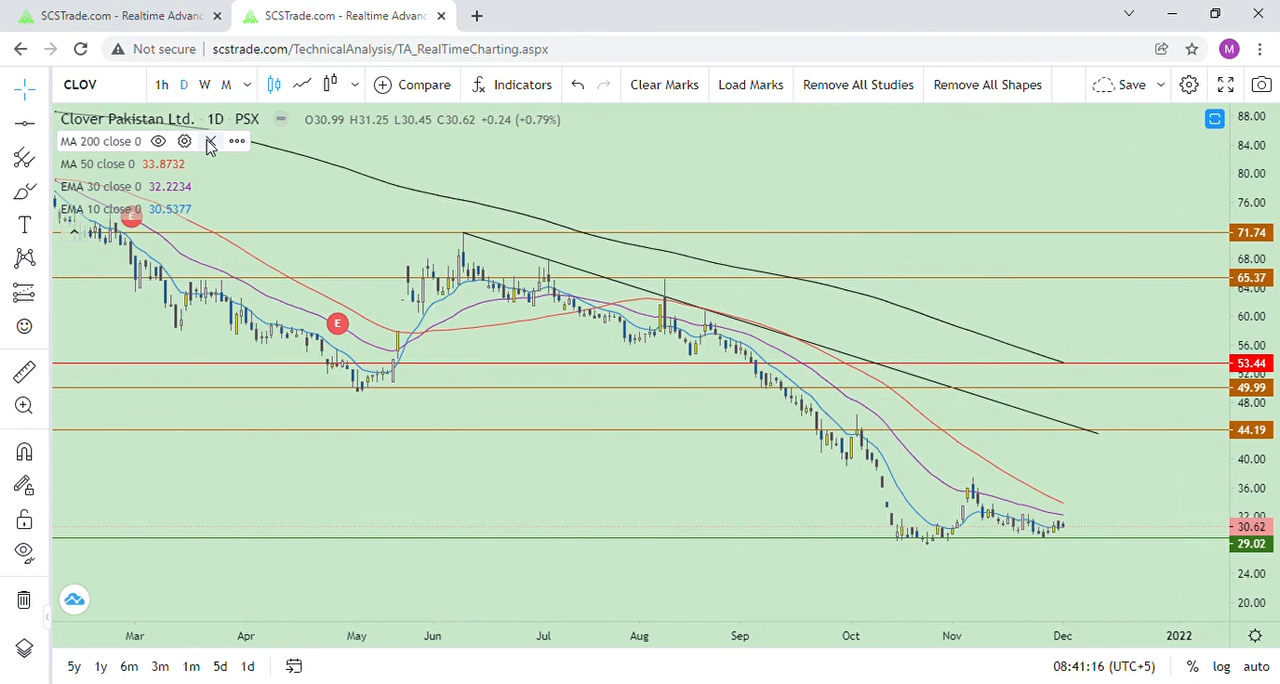 SCSTrade.com - Realtime Advanc
SCSTrade.com - Realtime Advanc
Not secure scstrade.com/TechnicalAnalysis/TA_RealTimeCharting.aspx
M
CLOV 1h D W M Compare Indicators Clear Marks Load Marks Remove All Studies Remove All Shapes Save
Clover Pakistan Ltd. · 1D · PSX O30.99 H31.25 L30.45 C30.62 +0.24 (+0.79%)
MA 200 close 0
MA 50 close 0 33.8732
EMA 30 close 0 32.2234
EMA 10 close 0 30.5377
E
E
T
88.00
84.00
80.00
76.00
71.74
68.00
65.37
64.00
60.00
56.00
53.44
52.00
49.99
48.00
44.19
40.00
36.00
32.00
30.62
29.02
24.00
20.00
Mar Apr May Jun Jul Aug Sep Oct Nov Dec 2022
5y 1y 6m 3m 1m 5d 1d 08:41:16 (UTC+5) % log auto